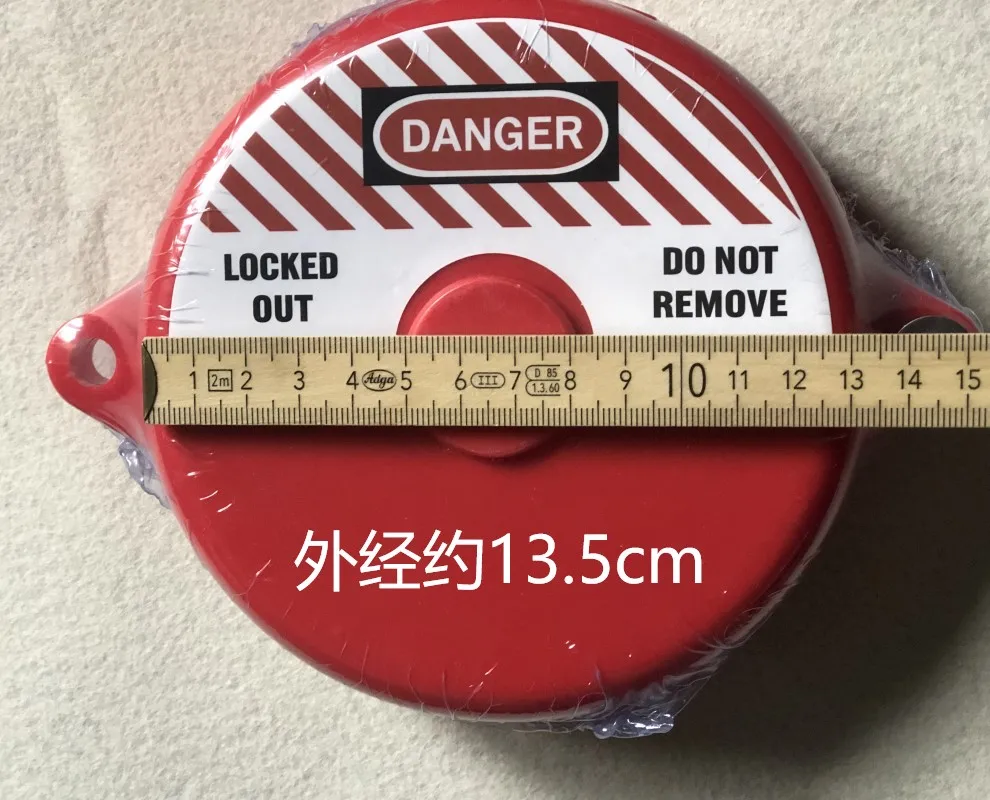 DANGER
LOCKED
OUT
DO NOT
REMOVE
1 2m 2 3 4 Adga 5 6 III 7 D 85 8 9 10 11 12 13 14 15
1.3.60
外经约13.5cm